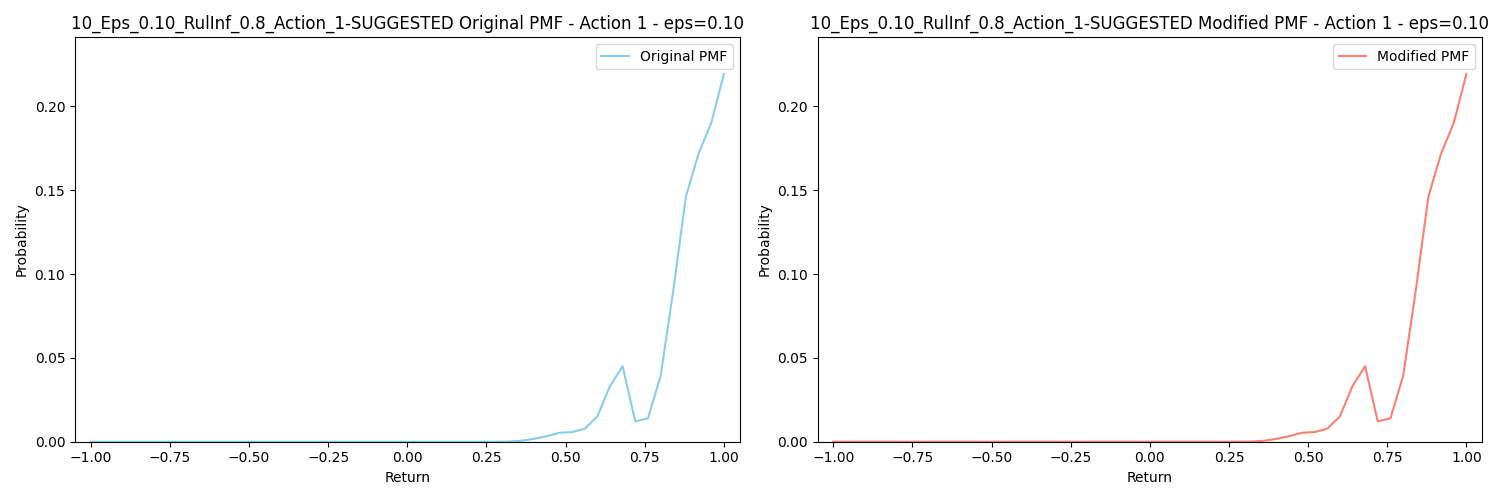 10_Eps_0.10_RulInf_0.8_Action_1-SUGGESTED Original PMF - Action 1 - eps=0.10
Original PMF
Probability
0.20
0.15
0.10
0.05
0.00
−1.00 −0.75 −0.50 −0.25 0.00 0.25 0.50 0.75 1.00
Return
10_Eps_0.10_RulInf_0.8_Action_1-SUGGESTED Modified PMF - Action 1 - eps=0.10
Modified PMF
Probability
0.20
0.15
0.10
0.05
0.00
−1.00 −0.75 −0.50 −0.25 0.00 0.25 0.50 0.75 1.00
Return